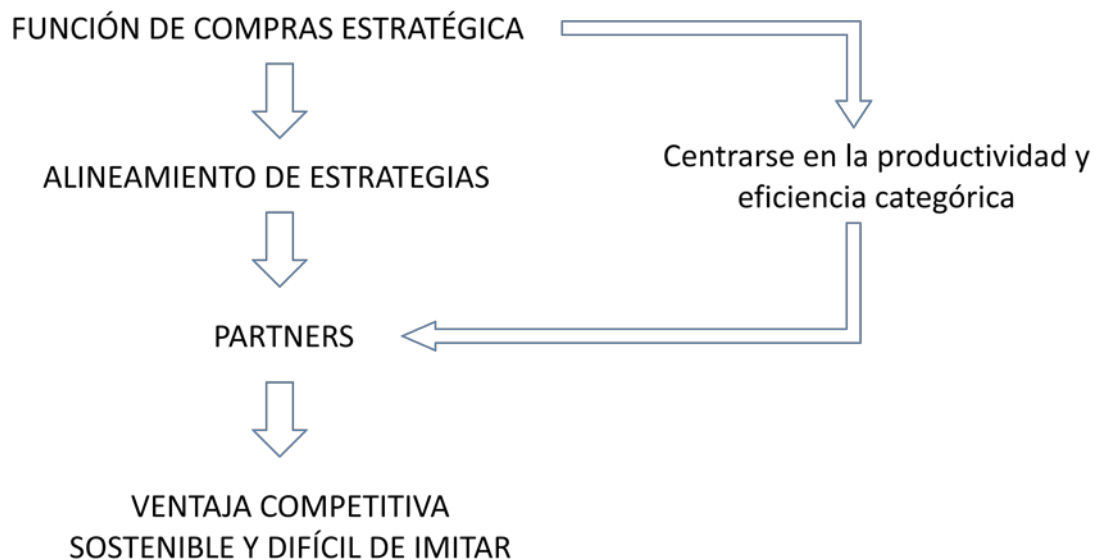 FUNCIÓN DE COMPRAS ESTRATÉGICA
ALINEAMIENTO DE ESTRATEGIAS
Centrarse en la productividad y
eficiencia categórica
PARTNERS
VENTAJA COMPETITIVA
SOSTENIBLE Y DIFÍCIL DE IMITAR